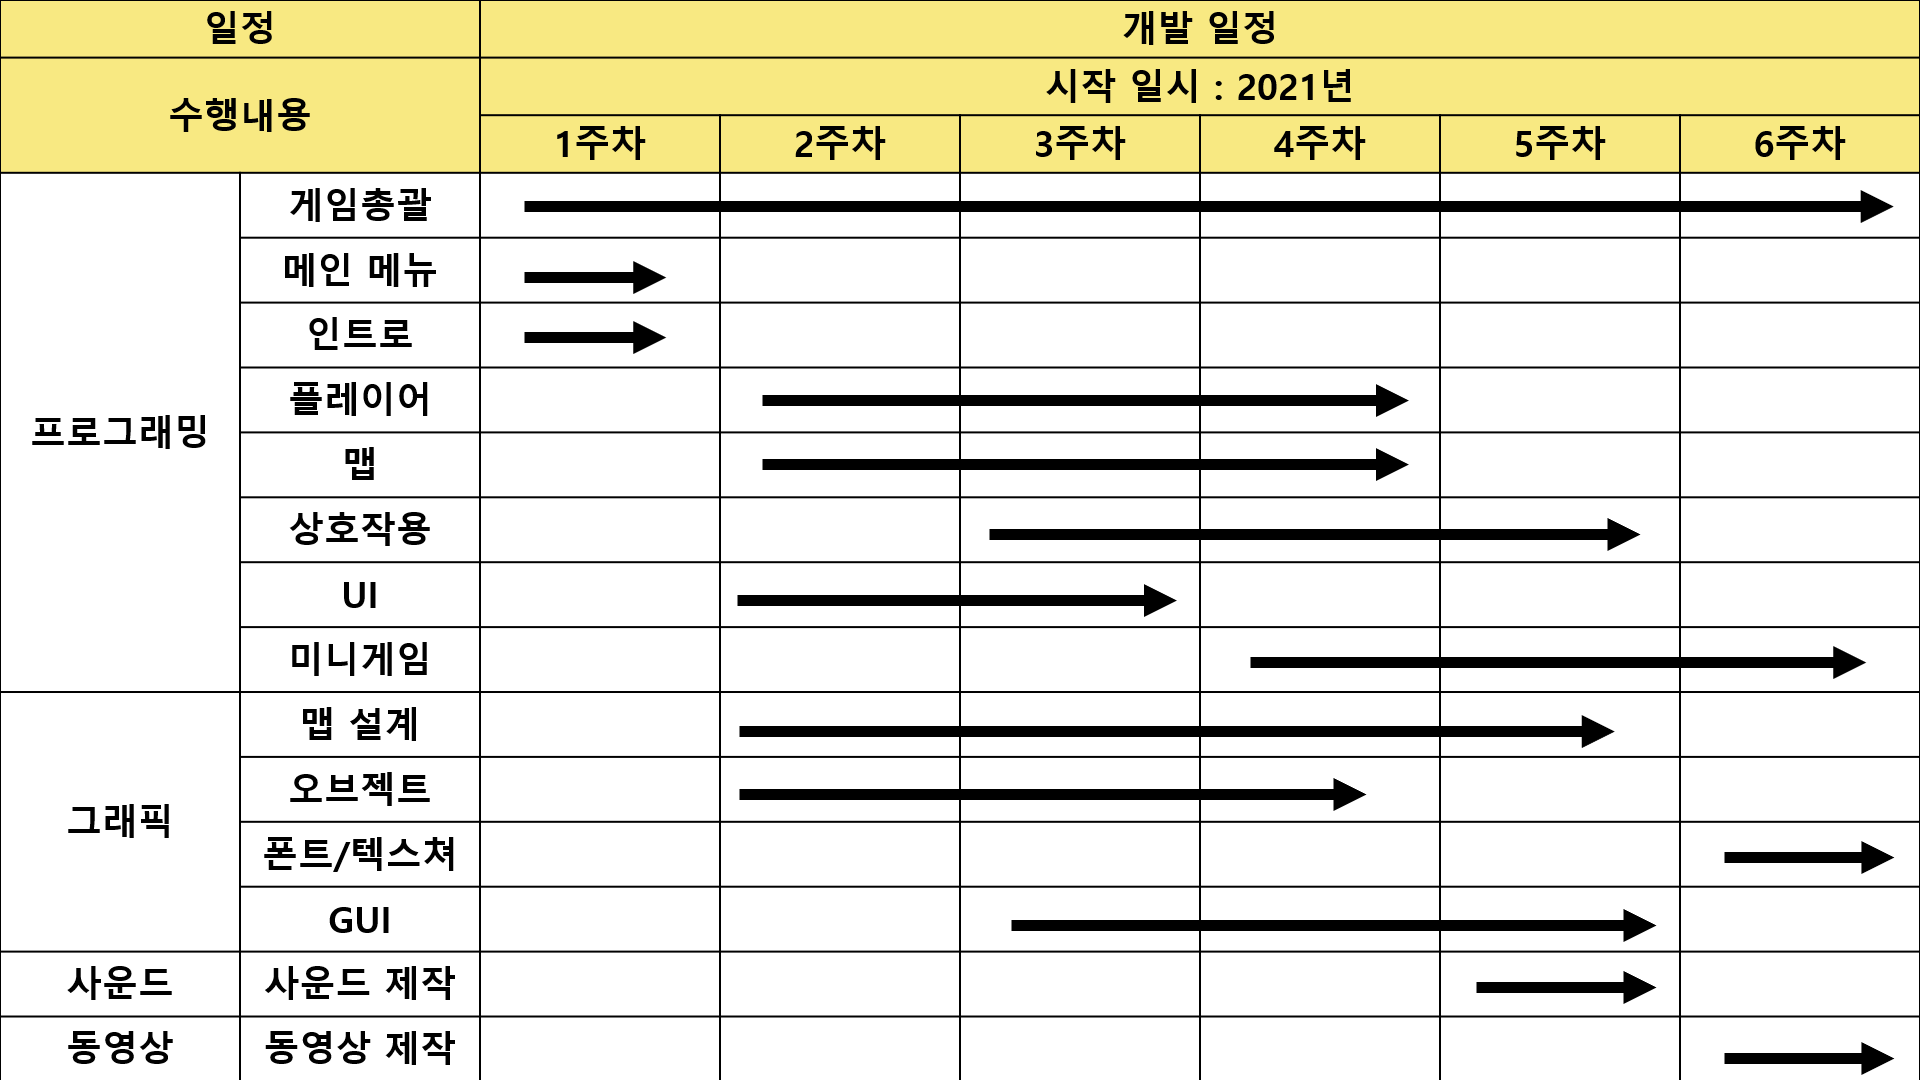 일정
개발 일정
수행내용
시작 일시 : 2021년
1주차
2주차
3주차
4주차
5주차
6주차
프로그래밍
게임총괄
메인 메뉴
인트로
플레이어
맵
상호작용
UI
미니게임
그래픽
맵 설계
오브젝트
폰트/텍스쳐
GUI
사운드
사운드 제작
동영상
동영상 제작